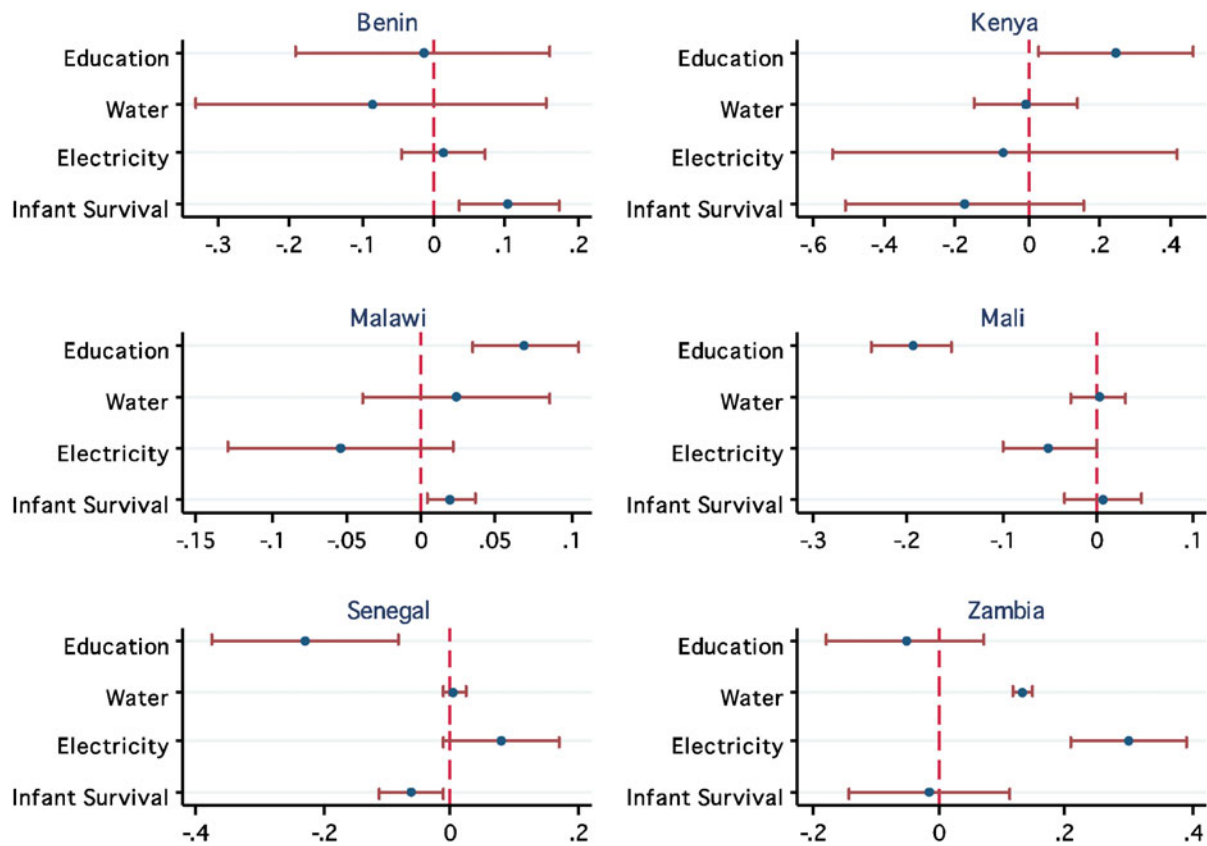 Benin
Education
Water
Electricity
Infant Survival
-.3 -.2 -.1 0 .1 .2
Kenya
Education
Water
Electricity
Infant Survival
-.6 -.4 -.2 0 .2 .4
Malawi
Education
Water
Electricity
Infant Survival
-.15 -.1 -.05 0 .05 .1
Mali
Education
Water
Electricity
Infant Survival
-.3 -.2 -.1 0 .1
Senegal
Education
Water
Electricity
Infant Survival
-.4 -.2 0 .2
Zambia
Education
Water
Electricity
Infant Survival
-.2 0 .2 .4